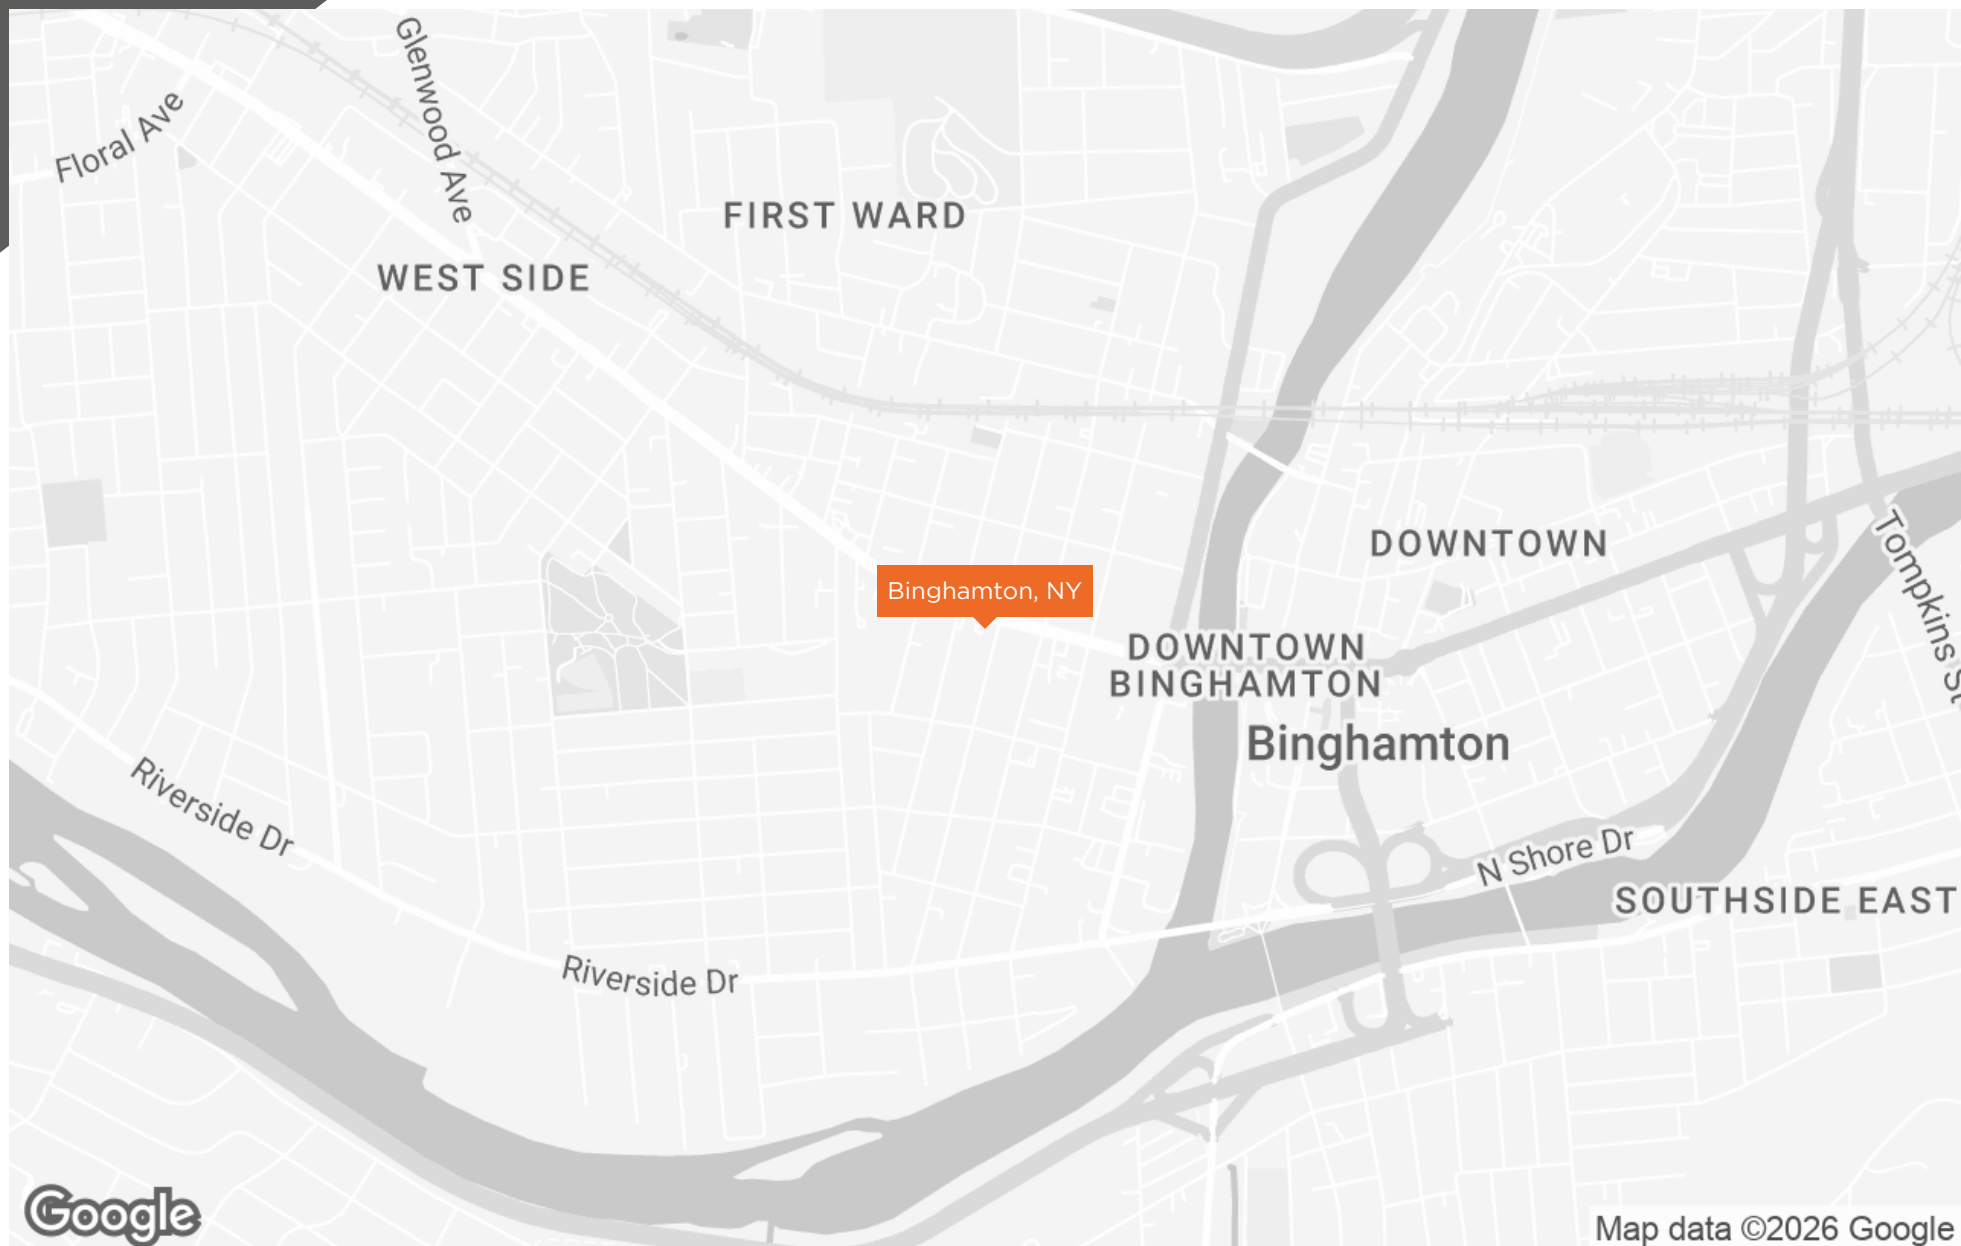 Glenwood Ave
Floral Ave
FIRST WARD
WEST SIDE
DOWNTOWN
Tompkins St
Binghamton, NY
DOWNTOWN
BINGHAMTON
Binghamton
Riverside Dr
N Shore Dr
SOUTHSIDE EAST
Riverside Dr
Google
Map data ©2026 Google